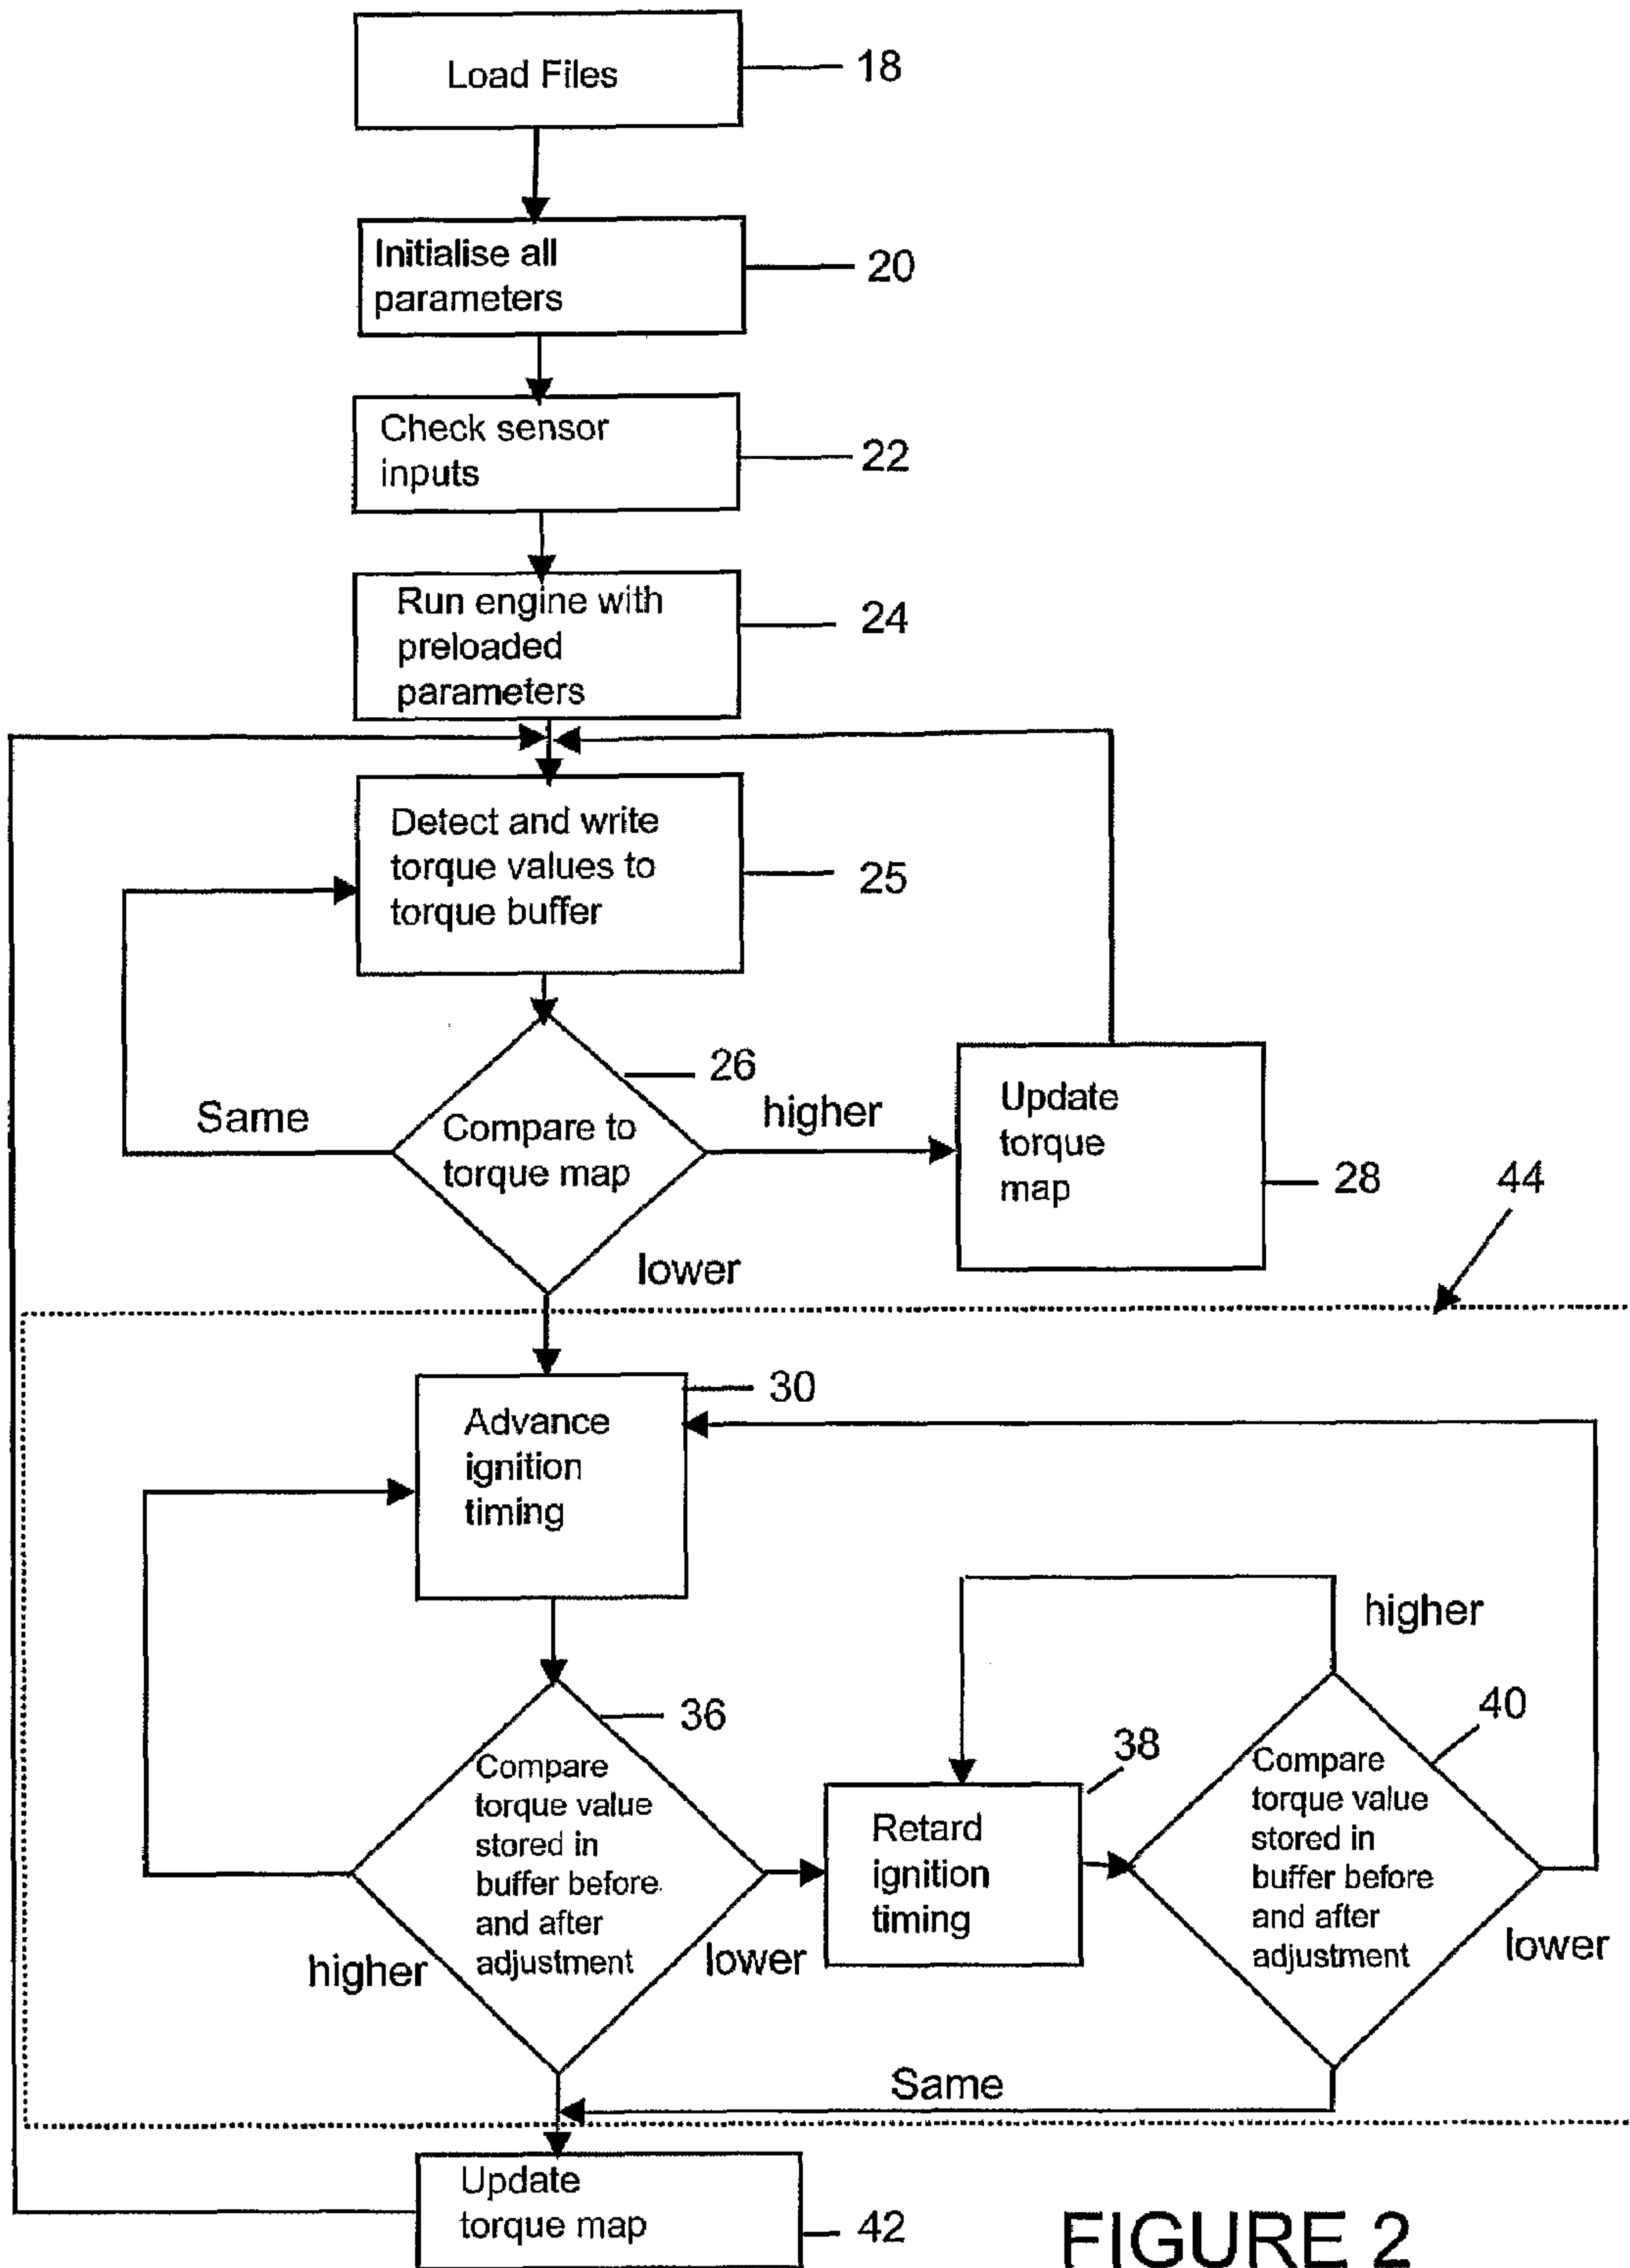 Load Files
18
Initialise all
parameters
20
Check sensor
inputs
22
Run engine with
preloaded
parameters
24
Detect and write
torque values to
torque buffer
25
26
Same
Compare to
torque map
higher
Update
torque
map
28
44
lower
30
Advance
ignition
timing
higher
36
Compare
torque value
stored in
buffer before
and after
adjustment
higher
lower
38
Retard
ignition
timing
40
Compare
torque value
stored in
buffer before
and after
adjustment
lower
Same
Update
torque map
42
FIGURE 2